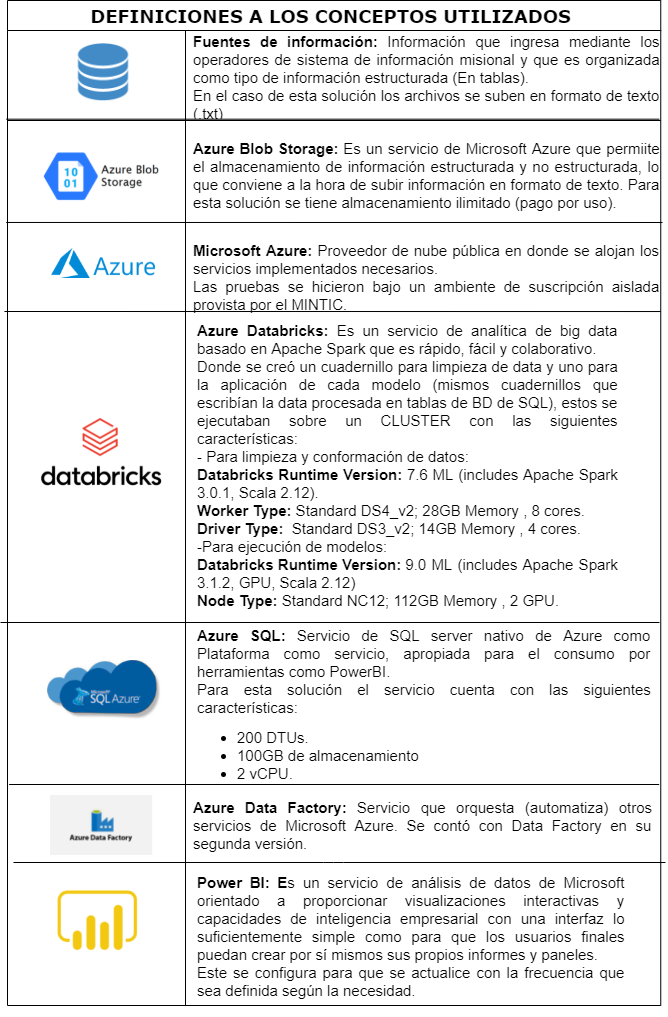 DEFINICIONES A LOS CONCEPTOS UTILIZADOS
Fuentes de información: Información que ingresa mediante los
operadores de sistema de información misional y que es organizada
como tipo de información estructurada (En tablas).
En el caso de esta solución los archivos se suben en formato de texto
(.txt)
10
01
Azure Blob
Storage
Azure Blob Storage: Es un servicio de Microsoft Azure que permiite
el almacenamiento de información estructurada y no estructurada, lo
que conviene a la hora de subir información en formato de texto. Para
esta solución se tiene almacenamiento ilimitado (pago por uso).
Azure
Microsoft Azure: Proveedor de nube pública en donde se alojan los
servicios implementados necesarios.
Las pruebas se hicieron bajo un ambiente de suscripción aislada
provista por el MINTIC.
databricks
Azure Databricks: Es un servicio de analítica de big data
basado en Apache Spark que es rápido, fácil y colaborativo.
Donde se creó un cuadernillo para limpieza de data y uno para
la aplicación de cada modelo (mismos cuadernillos que
escribían la data procesada en tablas de BD de SQL), estos se
ejecutaban sobre un CLUSTER con las siguientes
características:
- Para limpieza y conformación de datos:
Databricks Runtime Version: 7.6 ML (includes Apache Spark
3.0.1, Scala 2.12).
Worker Type: Standard DS4_v2; 28GB Memory , 8 cores.
Driver Type: Standard DS3_v2; 14GB Memory , 4 cores.
-Para ejecución de modelos:
Databricks Runtime Version: 9.0 ML (includes Apache Spark
3.1.2, GPU, Scala 2.12)
Node Type: Standard NC12; 112GB Memory , 2 GPU.
Microsoft
SQL Azure
Azure SQL: Servicio de SQL server nativo de Azure como
Plataforma como servicio, apropiada para el consumo por
herramientas como PowerBI.
Para esta solución el servicio cuenta con las siguientes
características:
• 200 DTUs.
• 100GB de almacenamiento
• 2 vCPU.
Azure Data Factory
Azure Data Factory: Servicio que orquesta (automatiza) otros
servicios de Microsoft Azure. Se contó con Data Factory en su
segunda versión.
Power BI: Es un servicio de análisis de datos de Microsoft
orientado a proporcionar visualizaciones interactivas y
capacidades de inteligencia empresarial con una interfaz lo
suficientemente simple como para que los usuarios finales
puedan crear por sí mismos sus propios informes y paneles.
Este se configura para que se actualice con la frecuencia que
sea definida según la necesidad.